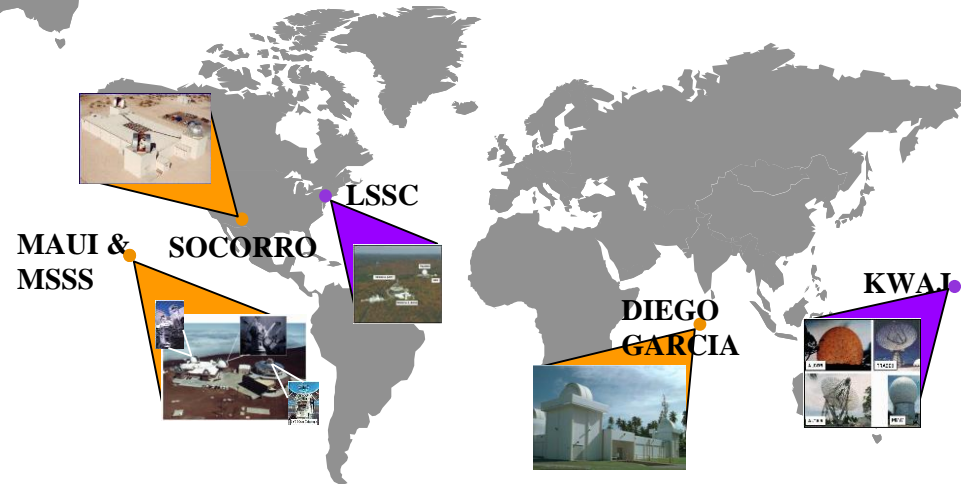 LSSC
MAUI &
MSSS
SOCORRO
KWAJ
DIEGO
GARCIA